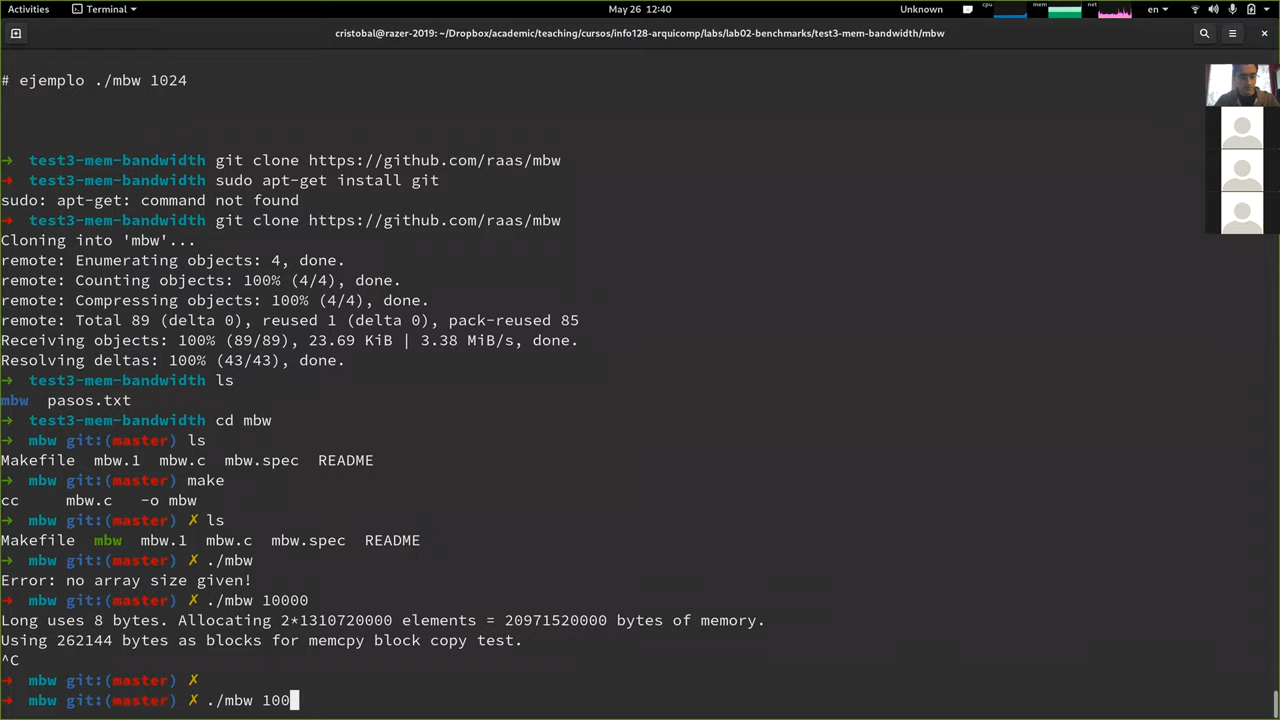 Activities Terminal May 26 12:40 Unknown cpu mem net en
cristobal@razer-2019: ~/Dropbox/academic/teaching/cursos/info128-arquicomp/labs/lab02-benchmarks/test3-mem-bandwidth/mbw
# ejemplo ./mbw 1024
→ test3-mem-bandwidth git clone https://github.com/raas/mbw
→ test3-mem-bandwidth sudo apt-get install git
sudo: apt-get: command not found
→ test3-mem-bandwidth git clone https://github.com/raas/mbw
Cloning into 'mbw'...
remote: Enumerating objects: 4, done.
remote: Counting objects: 100% (4/4), done.
remote: Compressing objects: 100% (4/4), done.
remote: Total 89 (delta 0), reused 1 (delta 0), pack-reused 85
Receiving objects: 100% (89/89), 23.69 KiB | 3.38 MiB/s, done.
Resolving deltas: 100% (43/43), done.
→ test3-mem-bandwidth ls
mbw pasos.txt
→ test3-mem-bandwidth cd mbw
→ mbw git:(master) ls
Makefile mbw.1 mbw.c mbw.spec README
→ mbw git:(master) make
cc mbw.c -o mbw
→ mbw git:(master) ✗ ls
Makefile mbw mbw.1 mbw.c mbw.spec README
→ mbw git:(master) ✗ ./mbw
Error: no array size given!
→ mbw git:(master) ✗ ./mbw 10000
Long uses 8 bytes. Allocating 2*1310720000 elements = 20971520000 bytes of memory.
Using 262144 bytes as blocks for memcpy block copy test.
^C
→ mbw git:(master) ✗
→ mbw git:(master) ✗ ./mbw 100